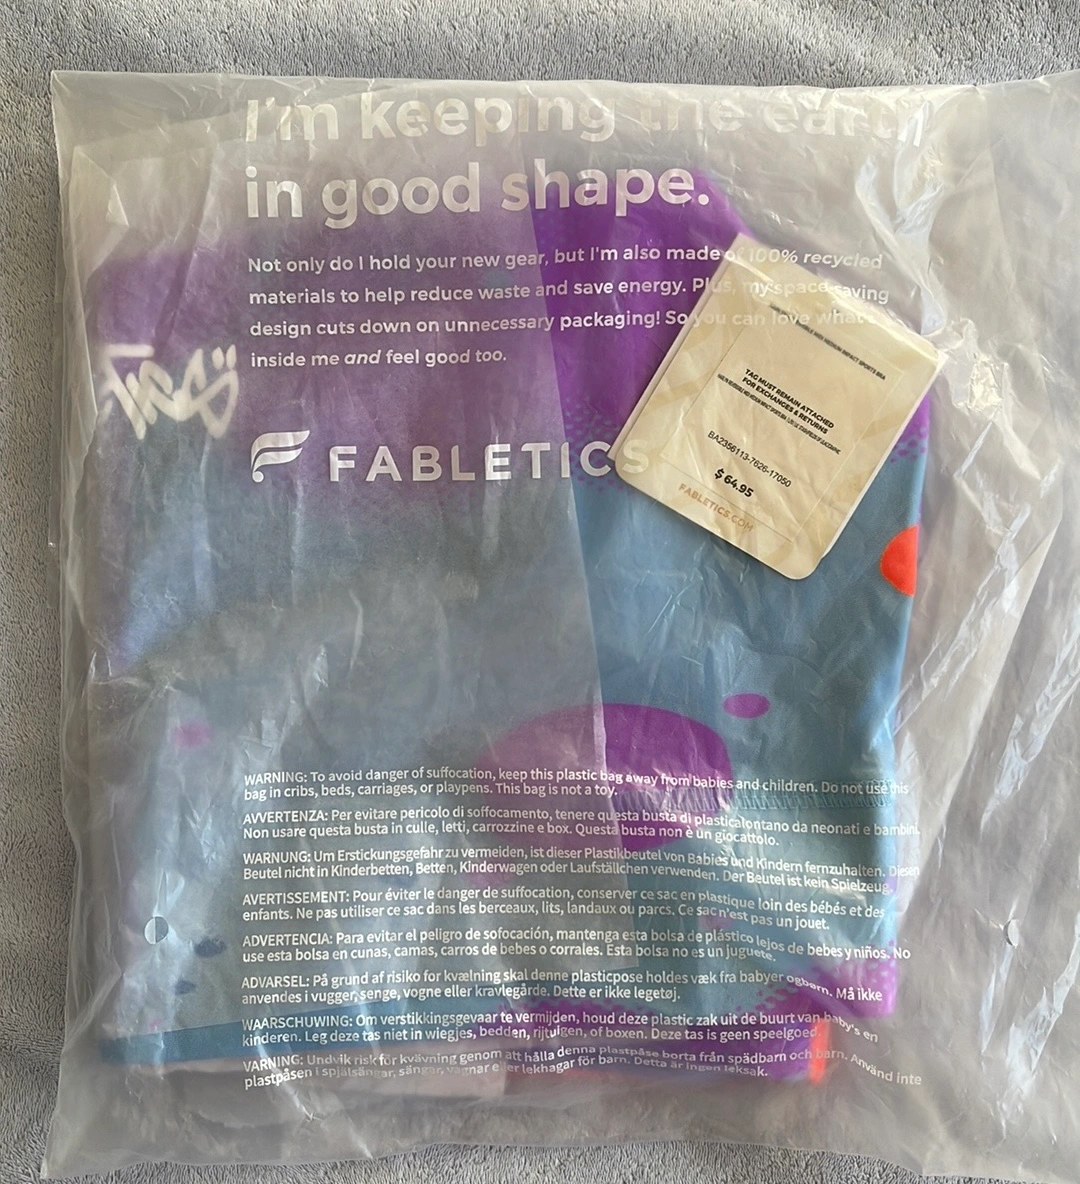 I'm keeping the earth
in good shape.
Not only do I hold your new gear, but I'm also made of 100% recycled
materials to help reduce waste and save energy. Plus, my space-saving
design cuts down on unnecessary packaging! So you can love what's
inside me and feel good too.
FABLETICS
MEDIUM IMPACT SPORTS BRA
TAG MUST REMAIN ATTACHED
FOR EXCHANGES & RETURNS
BA2356113-7626-17050
$ 64.95
FABLETICS.COM
WARNING: To avoid danger of suffocation, keep this plastic bag away from babies and children. Do not use this
bag in cribs, beds, carriages, or playpens. This bag is not a toy.
AVVERTENZA: Per evitare pericolo di soffocamento, tenere questa busta di plasticalontano da neonati e bambini.
Non usare questa busta in culle, letti, carrozzine e box. Questa busta non è un giocattolo.
WARNUNG: Um Erstickungsgefahr zu vermeiden, ist dieser Plastikbeutel von Babies und Kindern fernzuhalten. Diesen
Beutel nicht in Kinderbetten, Betten, Kinderwagen oder Laufställchen verwenden. Der Beutel ist kein Spielzeug.
AVERTISSEMENT: Pour éviter le danger de suffocation, conserver ce sac en plastique loin des bébés et des
enfants. Ne pas utiliser ce sac dans les berceaux, lits, landaux ou parcs. Ce sac n'est pas un jouet.
ADVERTENCIA: Para evitar el peligro de sofocación, mantenga esta bolsa de plástico lejos de bebes y niños. No
use esta bolsa en cunas, camas, carros de bebes o corrales. Esta bolsa no es un juguete.
ADVARSEL: På grund af risiko for kvælning skal denne plasticpose holdes væk fra babyer ogbørn. Må ikke
anvendes i vugger, senge, vogne eller kravlegårde. Dette er ikke legetøj.
WAARSCHUWING: Om verstikkingsgevaar te vermijden, houd deze plastic zak uit de buurt van baby's en
kinderen. Leg deze tas niet in wiegjes, bedden, rijtuigen, of boxen. Deze tas is geen speelgoed.
VARNING: Undvik risk för kvävning genom att hålla denna plastpåse borta från spädbarn och barn. Använd inte
plastpåsen i spjälsängar, sängar, vagnar eller lekhagar för barn. Detta är ingen leksak.